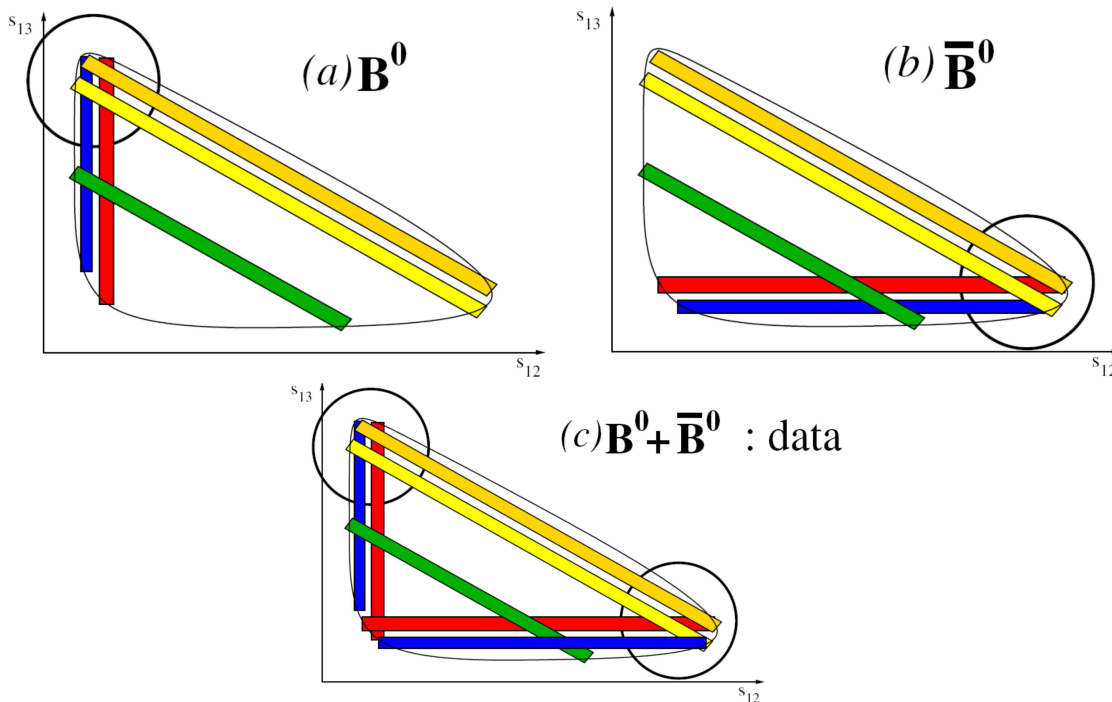 s₁₃
(a) B⁰
s₁₂
s₁₃
(b) B̅⁰
s₁₂
s₁₃
(c) B⁰ + B̅⁰ : data
s₁₂